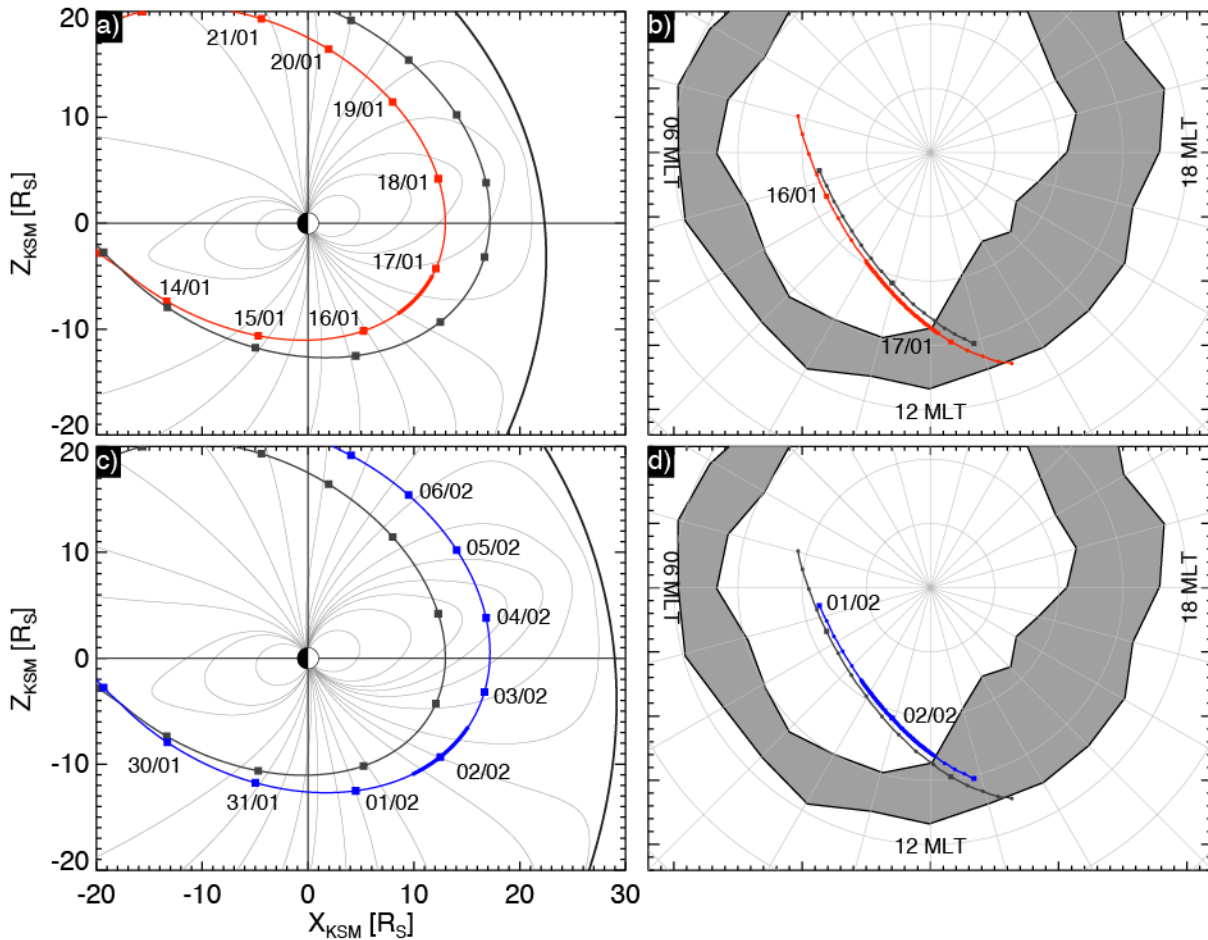 a)
20
10
0
-10
-20
Z_KSM [R_S]
21/01
20/01
19/01
18/01
17/01
16/01
15/01
14/01
b)
06 MLT
18 MLT
16/01
17/01
12 MLT
c)
20
10
0
-10
-20
Z_KSM [R_S]
06/02
05/02
04/02
03/02
02/02
01/02
31/01
30/01
-20 -10 0 10 20 30
X_KSM [R_S]
d)
06 MLT
18 MLT
01/02
02/02
12 MLT